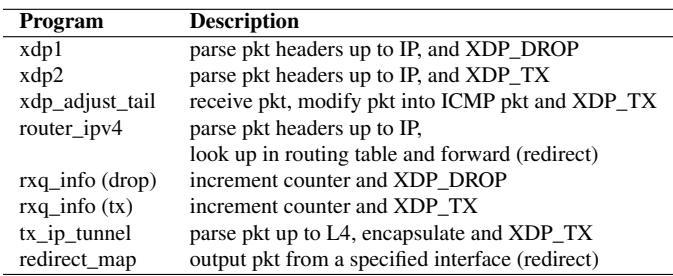 Program Description
xdp1 parse pkt headers up to IP, and XDP_DROP
xdp2 parse pkt headers up to IP, and XDP_TX
xdp_adjust_tail receive pkt, modify pkt into ICMP pkt and XDP_TX
router_ipv4 parse pkt headers up to IP,
look up in routing table and forward (redirect)
rxq_info (drop) increment counter and XDP_DROP
rxq_info (tx) increment counter and XDP_TX
tx_ip_tunnel parse pkt up to L4, encapsulate and XDP_TX
redirect_map output pkt from a specified interface (redirect)